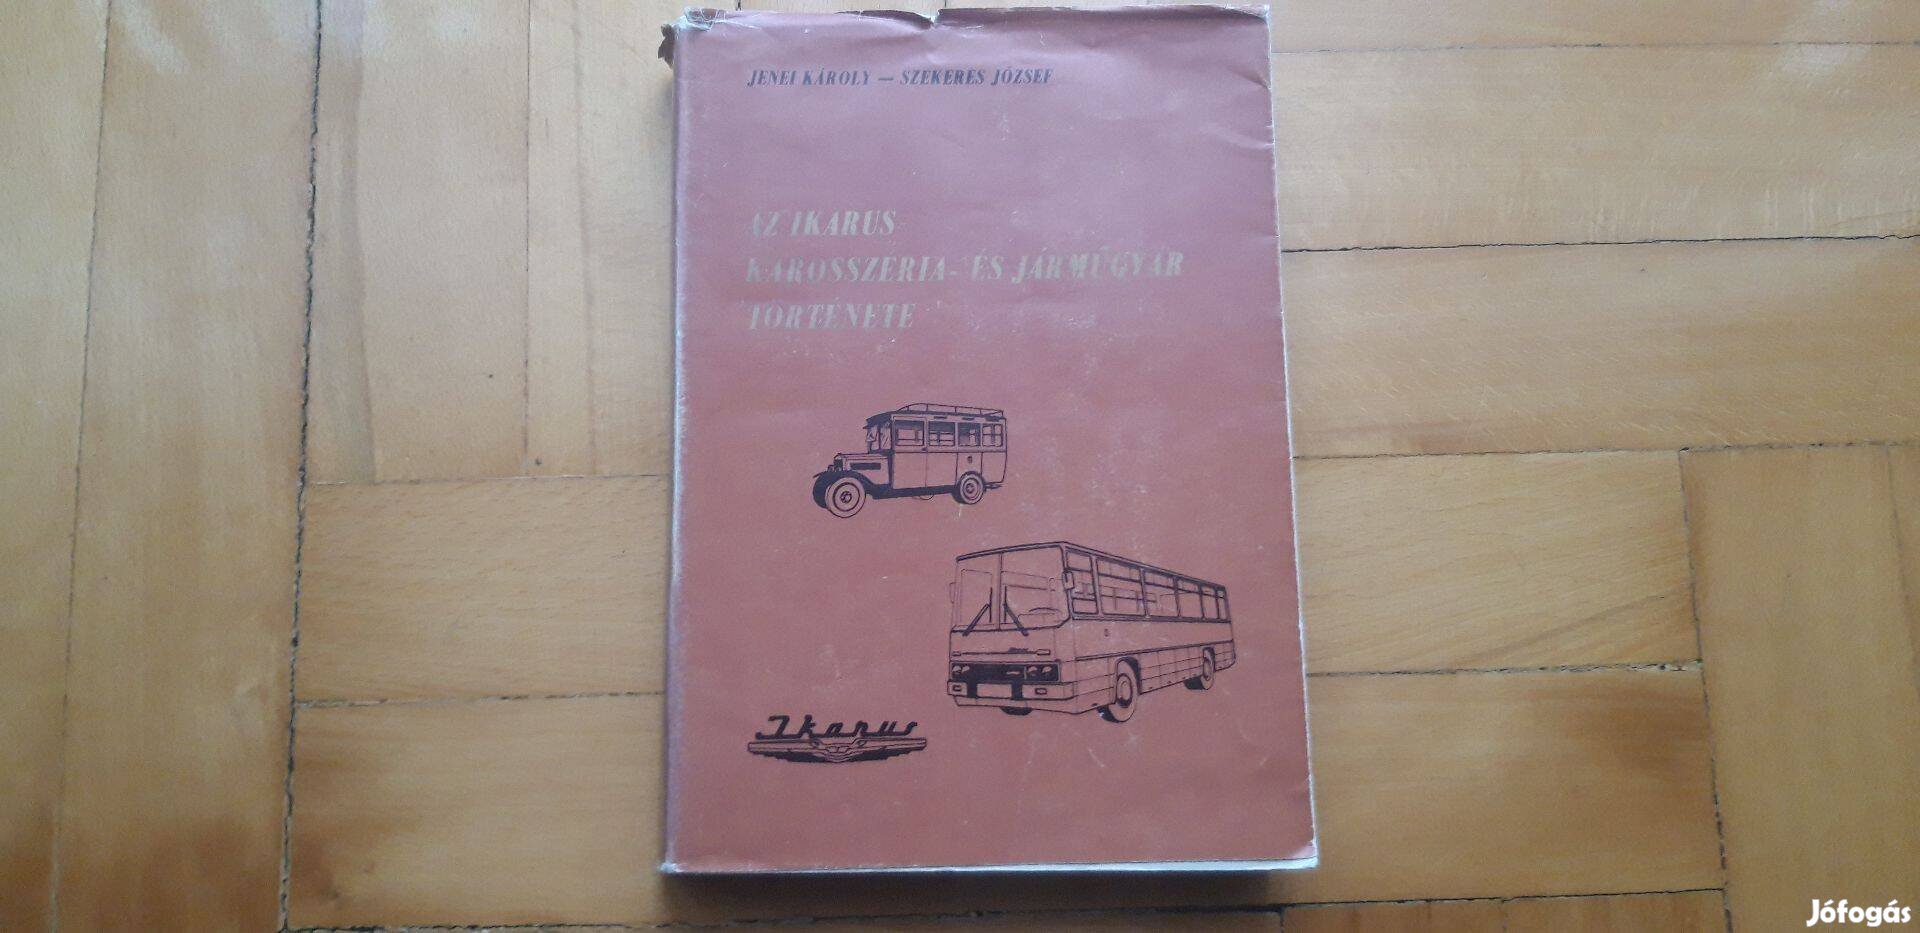 JENEI KÁROLY — SZEKERES JÓZSEF
AZ IKARUS
KAROSSZÉRIA- ÉS JÁRMŰGYÁR
TÖRTÉNETE
Ikarus
Jófogás